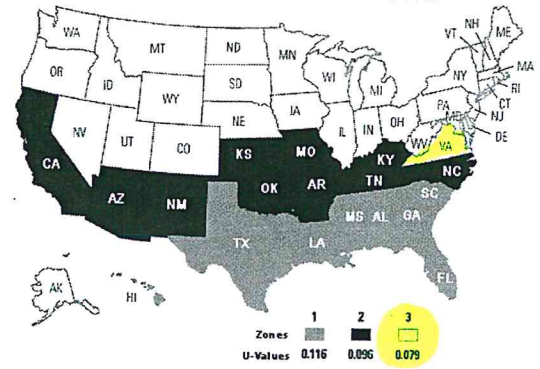 NH
VT
ME
WA
MT
ND
MN
MA
OR
ID
SD
WI
NY
RI
WY
MI
CT
NE
IA
PA
NJ
MD
NV
UT
CO
IL
IN
OH
DE
WV
VA
CA
KS
MO
KY
NC
AZ
NM
OK
AR
TN
SC
MS AL GA
TX
LA
FL
AK
HI
1 2 3
Zones
U-Values 0.116 0.096 0.079